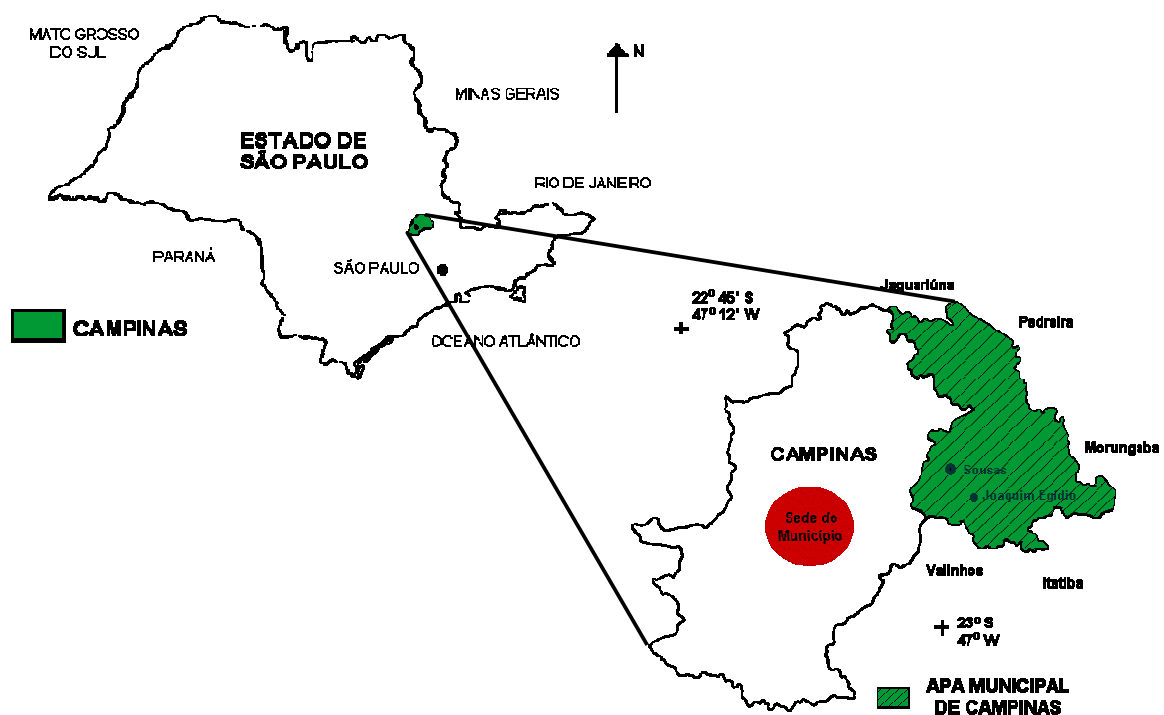 MATO GROSSO
DO SUL
N
MINAS GERAIS
ESTADO DE
SÃO PAULO
RIO DE JANERO
PARANÁ
SÃO PAULO
CAMPINAS
OCEANO ATLÂNTICO
22º 45' S
47º 12' W
Jaguariúna
Pedreira
CAMPINAS
Morungaba
Sousas
Joaquim Egídio
Sede do
Município
Valinhos
Itatiba
23º S
47º W
APA MUNICIPAL
DE CAMPINAS